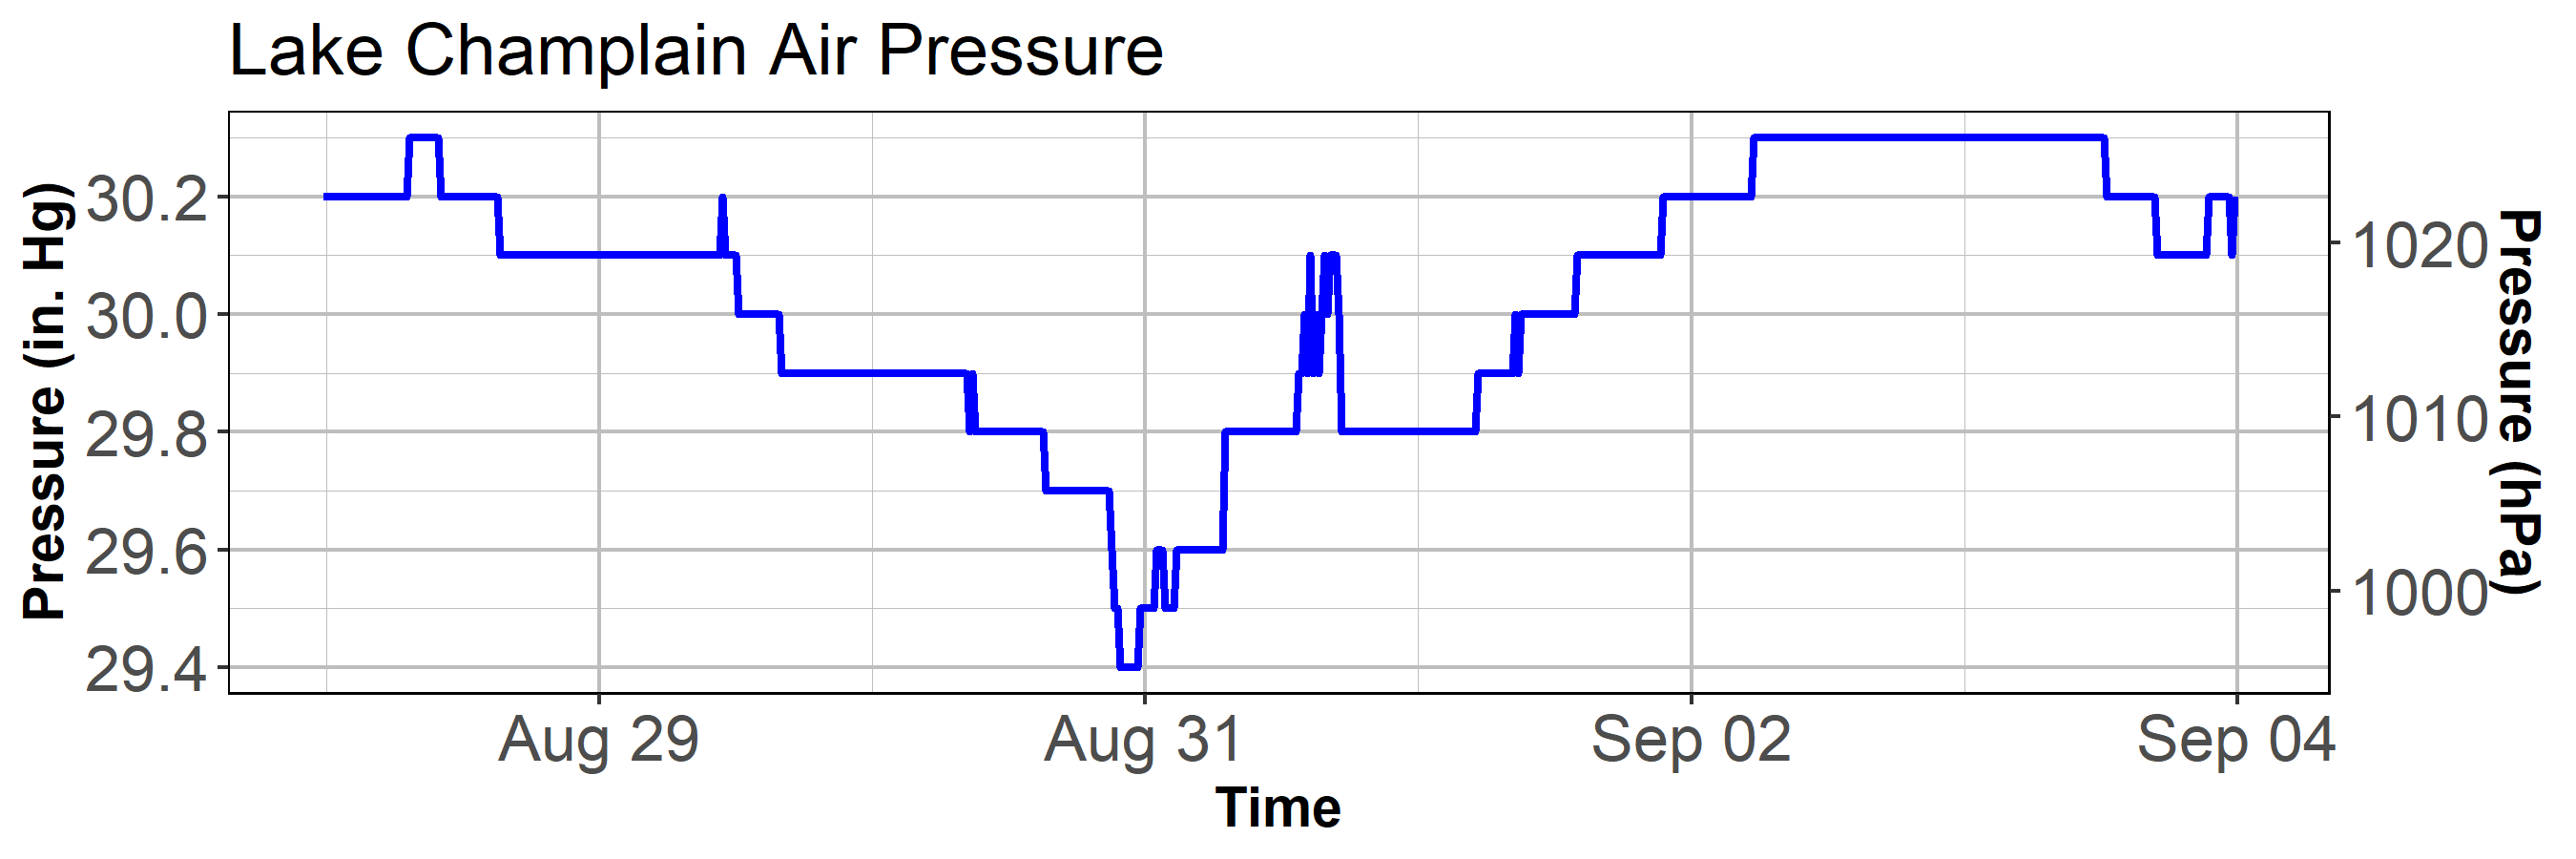 Lake Champlain Air Pressure
Pressure (in. Hg)
30.2
30.0
29.8
29.6
29.4
1020
1010
1000
Pressure (hPa)
Aug 29
Aug 31
Sep 02
Sep 04
Time